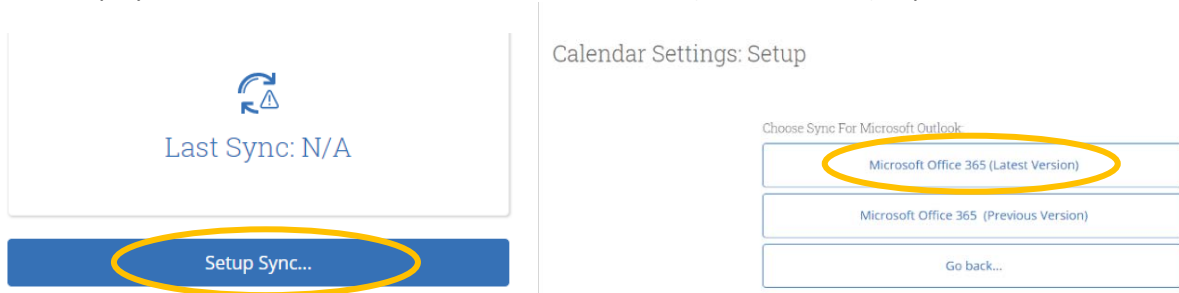 Last Sync: N/A
Setup Sync...
Calendar Settings: Setup
Choose Sync For Microsoft Outlook:
Microsoft Office 365 (Latest Version)
Microsoft Office 365 (Previous Version)
Go back...